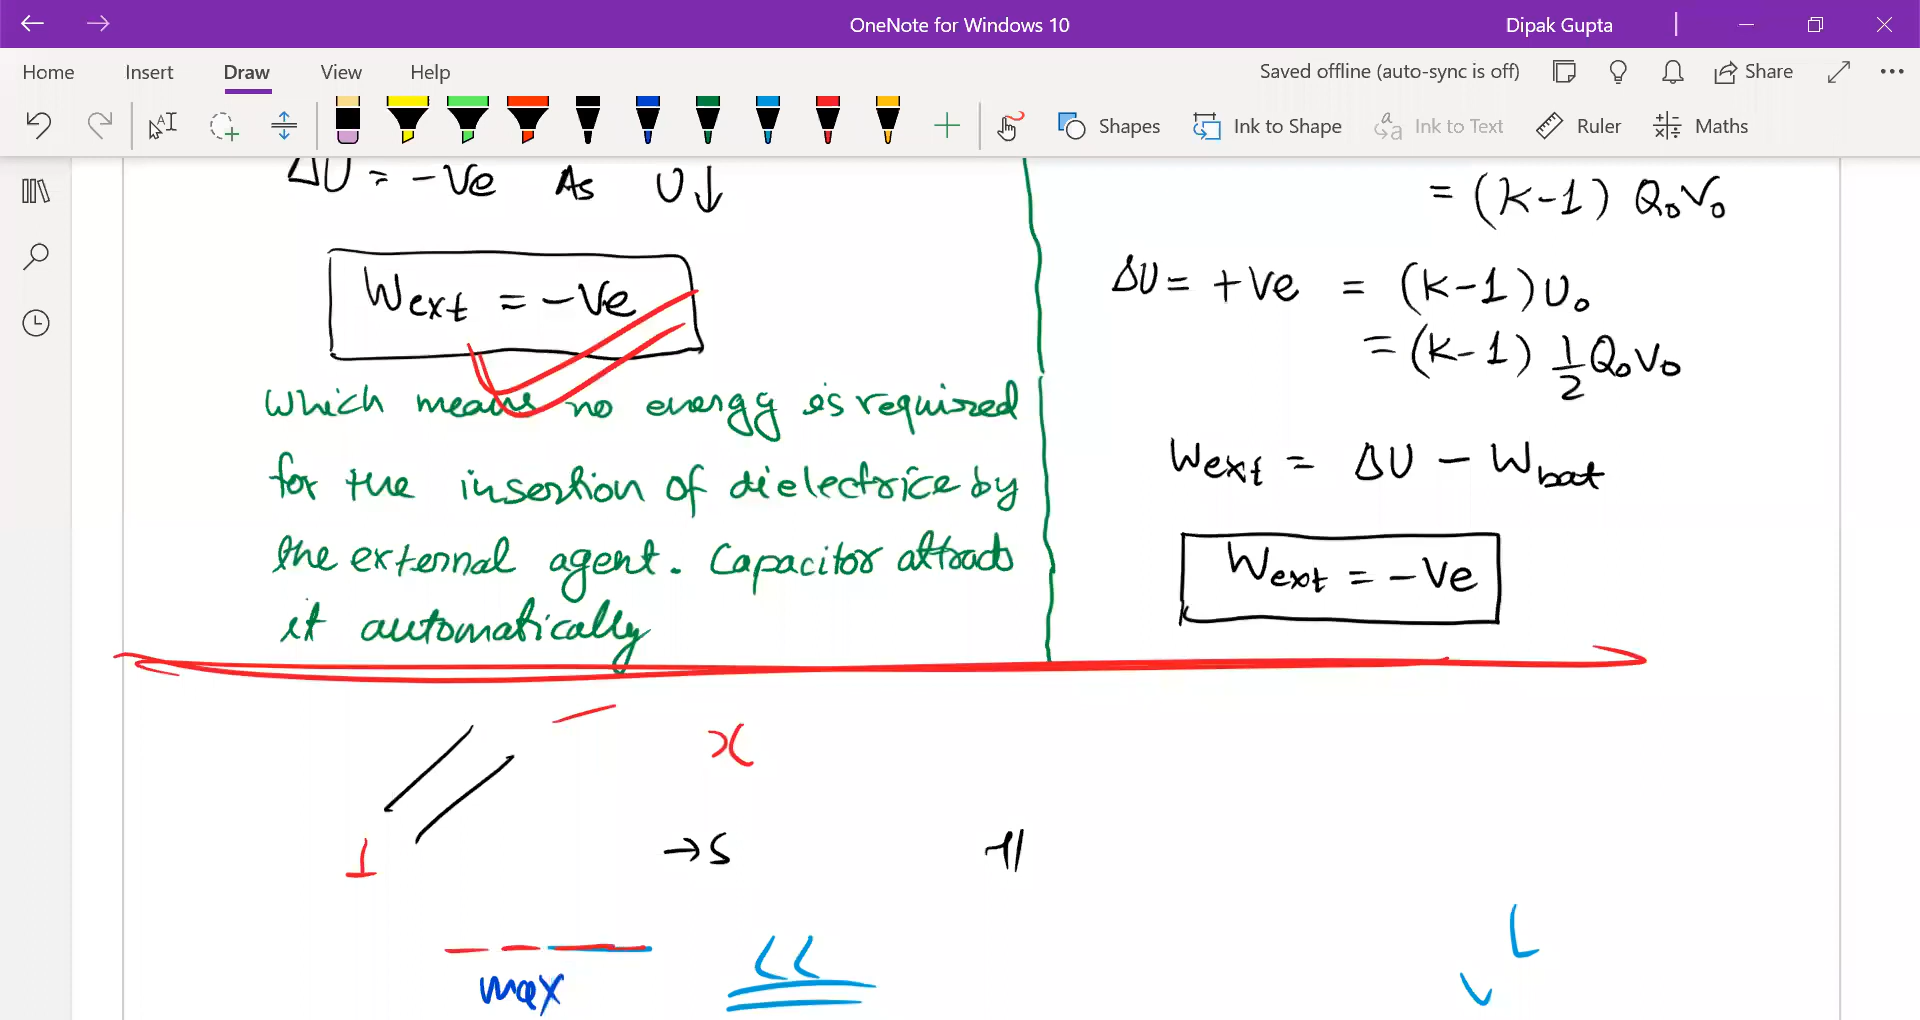 OneNote for Windows 10
Dipak Gupta
Home Insert Draw View Help
Saved offline (auto-sync is off) Share
Shapes Ink to Shape Ink to Text Ruler Maths
ΔU = -Ve As U↓
Wext = -Ve
Which means no energy is required
for the insertion of dielectrice by
the external agent. Capacitor attracts
it automatically
= (K-1) Q₀V₀
ΔU = +Ve = (K-1)U₀
= (K-1) 1/2 Q₀V₀
Wext = ΔU - Wbat
Wext = -Ve
x
→ S
max